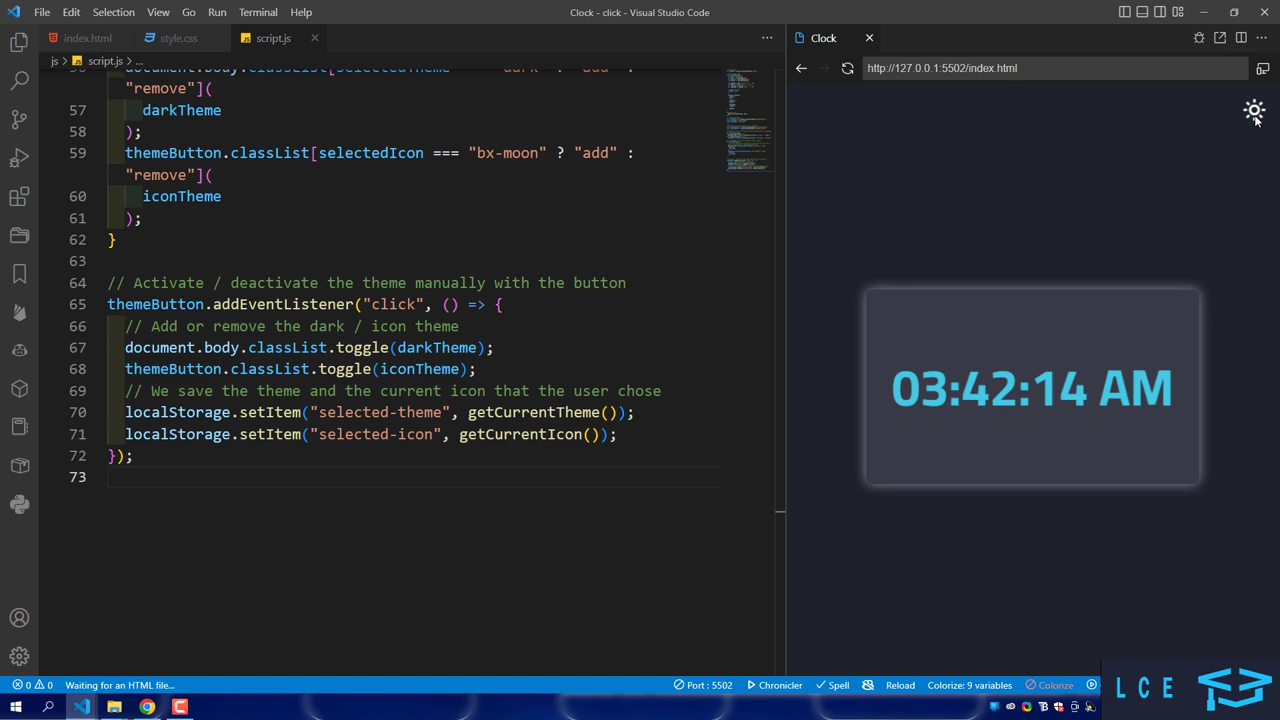 File Edit Selection View Go Run Terminal Help
Clock - click - Visual Studio Code
index.html
style.css
script.js
Clock
js > script.js > ...
http://127.0.0.1:5502/index.html
"remove"](
57 darkTheme
58 );
59 themeButton.classList[selectedIcon === "bx-moon" ? "add" :
"remove"](
60 iconTheme
61 );
62 }
63
64 // Activate / deactivate the theme manually with the button
65 themeButton.addEventListener("click", () => {
66 // Add or remove the dark / icon theme
67 document.body.classList.toggle(darkTheme);
68 themeButton.classList.toggle(iconTheme);
69 // We save the theme and the current icon that the user chose
70 localStorage.setItem("selected-theme", getCurrentTheme());
71 localStorage.setItem("selected-icon", getCurrentIcon());
72 });
73
03:42:14 AM
0 0 Waiting for an HTML file...
Port : 5502 Chronicler Spell Reload Colorize: 9 variables Colorize
LCE